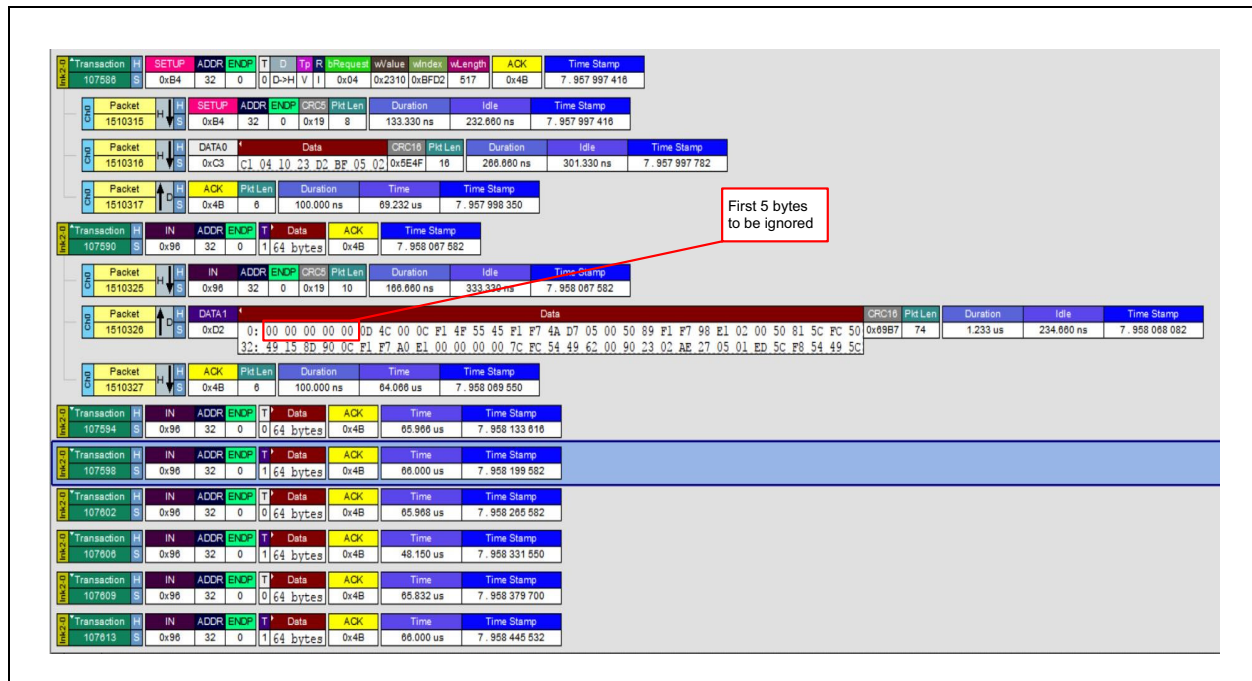 Transaction H SETUP ADDR ENDP T D Tp R bRequest wValue wIndex wLength ACK Time Stamp
107586 S 0xB4 32 0 0 D->H V I 0x04 0x2310 0xBFD2 517 0x4B 7 . 957 997 416
Packet H SETUP ADDR ENDP CRC5 Pkt Len Duration Idle Time Stamp
1510315 S 0xB4 32 0 0x19 8 133.330 ns 232.660 ns 7 . 957 997 416
Packet H DATA0 Data CRC16 Pkt Len Duration Idle Time Stamp
1510316 S 0xC3 C1 04 10 23 D2 BF 05 02 0x5E4F 16 266.660 ns 301.330 ns 7 . 957 997 782
Packet D H ACK Pkt Len Duration Time Time Stamp
1510317 S 0x4B 6 100.000 ns 69.232 us 7 . 957 998 350
First 5 bytes
to be ignored
Transaction H IN ADDR ENDP T Data ACK Time Stamp
107590 S 0x96 32 0 1 64 bytes 0x4B 7 . 958 067 582
Packet H IN ADDR ENDP CRC5 Pkt Len Duration Idle Time Stamp
1510325 S 0x96 32 0 0x19 10 166.660 ns 333.330 ns 7 . 958 067 582
Packet D H DATA1 Data CRC16 Pkt Len Duration Idle Time Stamp
1510326 S 0xD2 0: 00 00 00 00 00 0D 4C 00 0C F1 4F 55 45 F1 F7 4A D7 05 00 50 89 F1 F7 98 E1 02 00 50 81 5C FC 50 0x69B7 74 1.233 us 234.660 ns 7 . 958 068 082
32: 49 15 8D 90 0C F1 F7 A0 E1 00 00 00 00 7C FC 54 49 62 00 90 23 02 AE 27 05 01 ED 5C F8 54 49 5C
Packet H ACK Pkt Len Duration Time Time Stamp
1510327 S 0x4B 6 100.000 ns 64.066 us 7 . 958 069 550
Transaction H IN ADDR ENDP T Data ACK Time Time Stamp
107594 S 0x96 32 0 0 64 bytes 0x4B 65.966 us 7 . 958 133 616
Transaction H IN ADDR ENDP T Data ACK Time Time Stamp
107598 S 0x96 32 0 1 64 bytes 0x4B 66.000 us 7 . 958 199 582
Transaction H IN ADDR ENDP T Data ACK Time Time Stamp
107602 S 0x96 32 0 0 64 bytes 0x4B 65.968 us 7 . 958 265 582
Transaction H IN ADDR ENDP T Data ACK Time Time Stamp
107606 S 0x96 32 0 1 64 bytes 0x4B 48.150 us 7 . 958 331 550
Transaction H IN ADDR ENDP T Data ACK Time Time Stamp
107609 S 0x96 32 0 0 64 bytes 0x4B 65.832 us 7 . 958 379 700
Transaction H IN ADDR ENDP T Data ACK Time Time Stamp
107613 S 0x96 32 0 1 64 bytes 0x4B 66.000 us 7 . 958 445 532